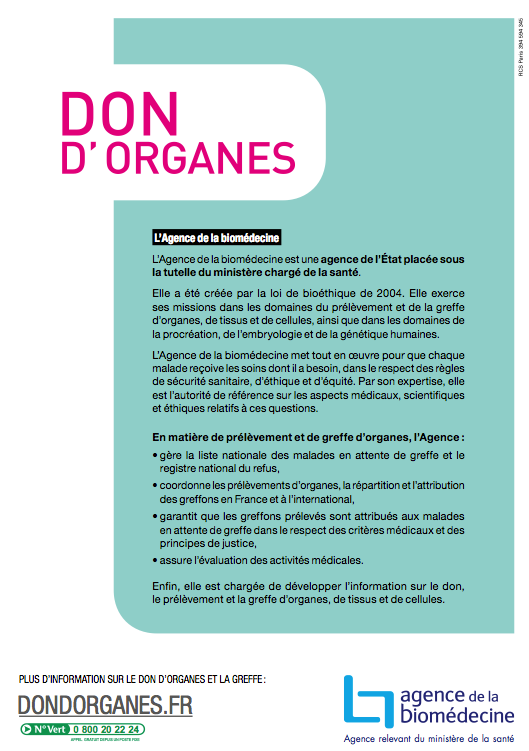 RCS Paris 394 594 345
DON
D’ORGANES
L’Agence de la biomédecine
L’Agence de la biomédecine est une agence de l’État placée sous
la tutelle du ministère chargé de la santé.
Elle a été créée par la loi de bioéthique de 2004. Elle exerce
ses missions dans les domaines du prélèvement et de la greffe
d’organes, de tissus et de cellules, ainsi que dans les domaines de
la procréation, de l’embryologie et de la génétique humaines.
L’Agence de la biomédecine met tout en œuvre pour que chaque
malade reçoive les soins dont il a besoin, dans le respect des règles
de sécurité sanitaire, d’éthique et d’équité. Par son expertise, elle
est l’autorité de référence sur les aspects médicaux, scientifiques
et éthiques relatifs à ces questions.
En matière de prélèvement et de greffe d’organes, l’Agence :
• gère la liste nationale des malades en attente de greffe et le
registre national du refus,
• coordonne les prélèvements d’organes, la répartition et l’attribution
des greffons en France et à l’international,
• garantit que les greffons prélevés sont attribués aux malades
en attente de greffe dans le respect des critères médicaux et des
principes de justice,
• assure l’évaluation des activités médicales.
Enfin, elle est chargée de développer l’information sur le don,
le prélèvement et la greffe d’organes, de tissus et de cellules.
PLUS D’INFORMATION SUR LE DON D’ORGANES ET LA GREFFE :
DONDORGANES.FR
N° Vert 0 800 20 22 24
APPEL GRATUIT DEPUIS UN POSTE FIXE
agence de la
biomédecine
Agence relevant du ministère de la santé